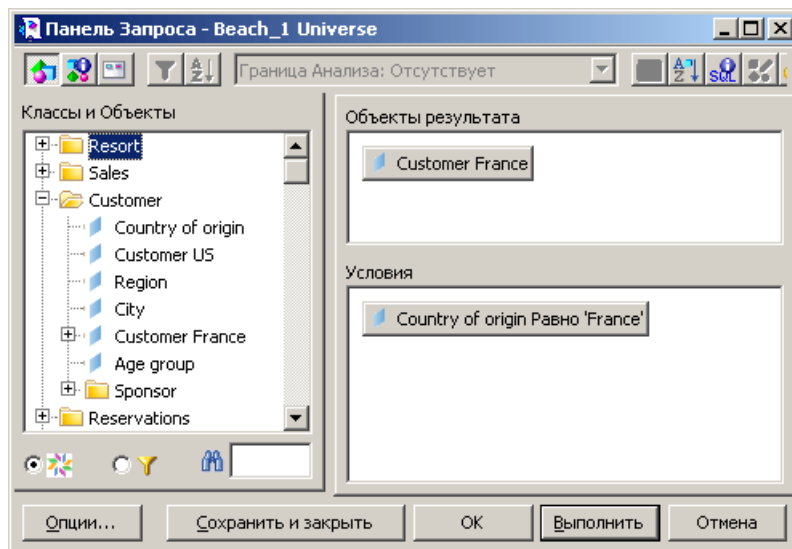 Панель Запроса - Beach_1 Universe
Граница Анализа: Отсутствует
A Z SQL
Классы и Объекты
Resort
Sales
Customer
Country of origin
Customer US
Region
City
Customer France
Age group
Sponsor
Reservations
Объекты результата
Customer France
Условия
Country of origin Равно 'France'
Опции... Сохранить и закрыть OK Выполнить Отмена